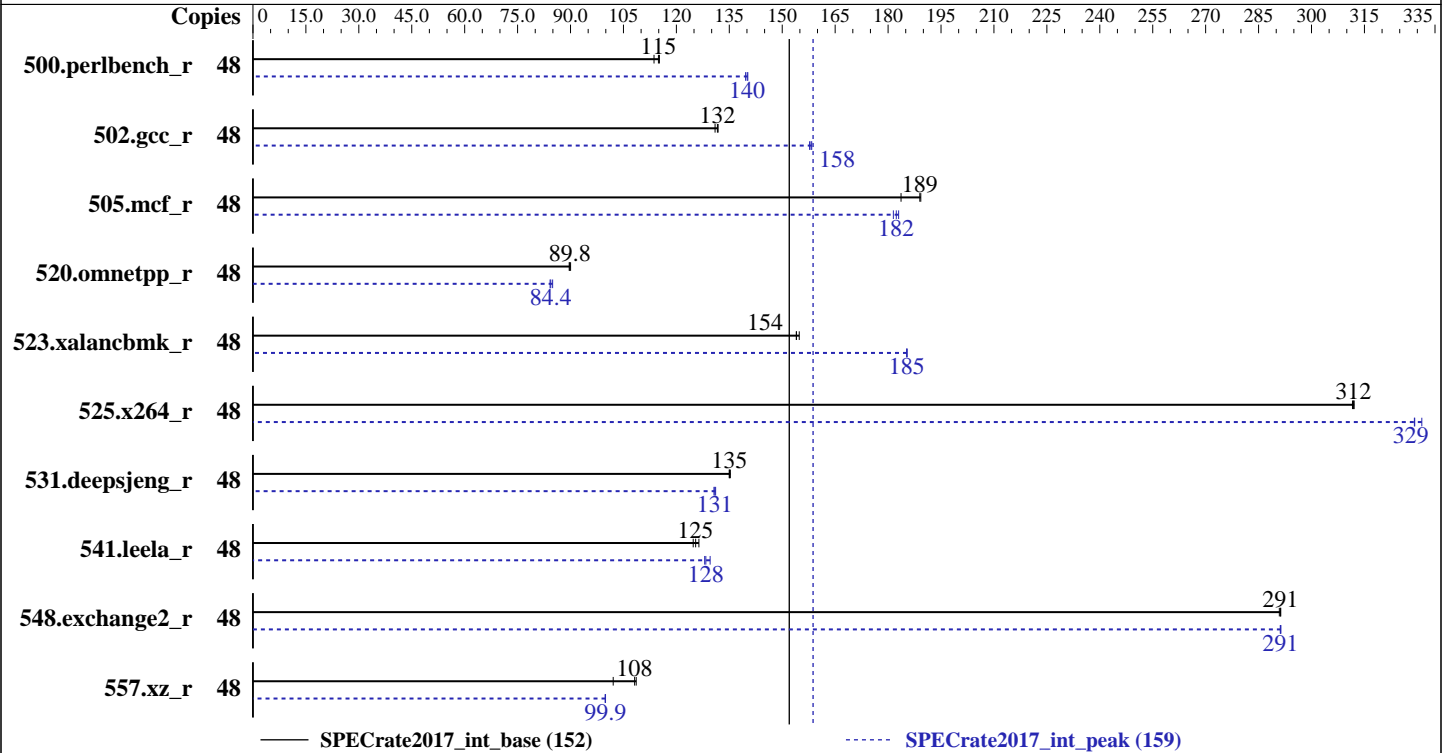 Copies 0 15.0 30.0 45.0 60.0 75.0 90.0 105 120 135 150 165 180 195 210 225 240 255 270 285 300 315 335
115
500.perlbench_r 48
140
132
502.gcc_r 48
158
189
505.mcf_r 48
182
89.8
520.omnetpp_r 48
84.4
154
523.xalancbmk_r 48
185
312
525.x264_r 48
329
135
531.deepsjeng_r 48
131
125
541.leela_r 48
128
291
548.exchange2_r 48
291
108
557.xz_r 48
99.9
SPECrate2017_int_base (152) SPECrate2017_int_peak (159)